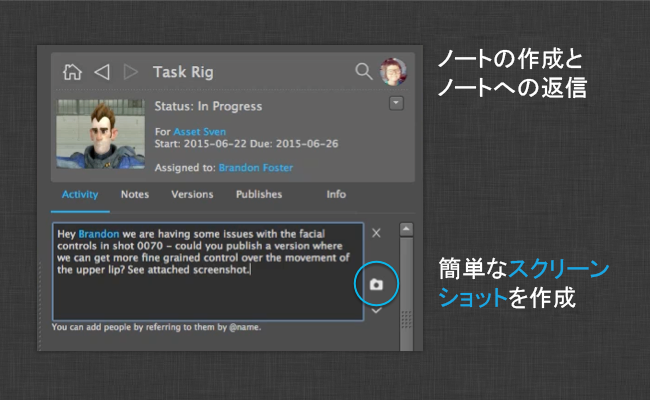 Task Rig
Status: In Progress
For Asset Sven
Start: 2015-06-22 Due: 2015-06-26
Assigned to: Brandon Foster
Activity Notes Versions Publishes Info
Hey Brandon we are having some issues with the facial
controls in shot 0070 – could you publish a version where
we can get more fine grained control over the movement of
the upper lip? See attached screenshot.
You can add people by referring to them by @name.
ノートの作成と
ノートへの返信
簡単なスクリーン
ショットを作成